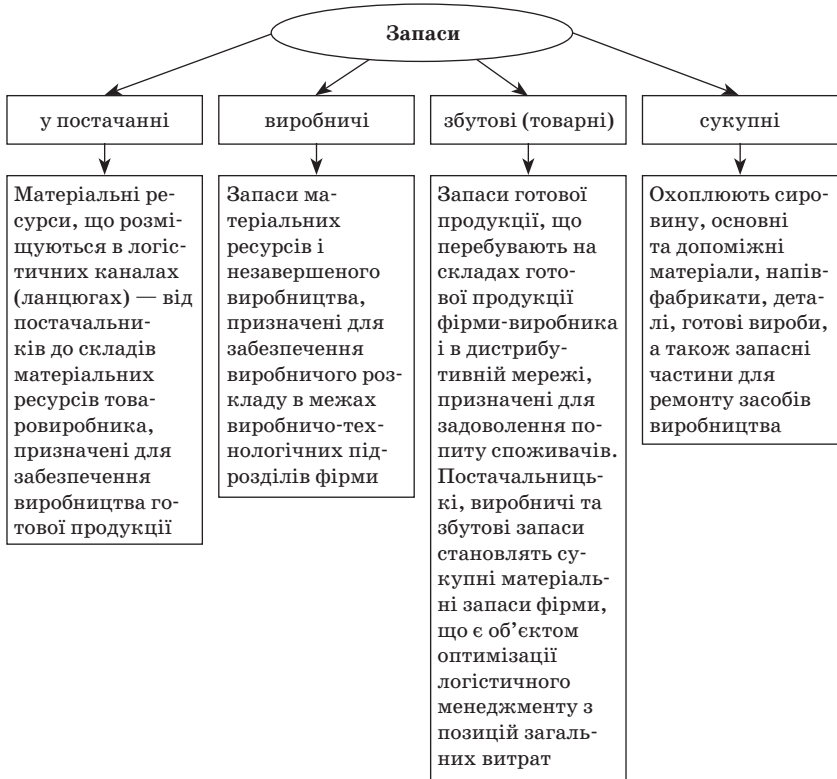 Запаси
у постачанні
виробничі
збутові (товарні)
сукупні
Матеріальні ре-
сурси, що розмі-
щуються в логіс-
тичних каналах
(ланцюгах) — від
постачальни-
ків до складів
матеріальних
ресурсів това-
ровиробника,
призначені для
забезпечення
виробництва го-
тової продукції
Запаси ма-
теріальних
ресурсів і
незавершеного
виробництва,
призначені для
забезпечення
виробничого роз-
кладу в межах
виробничо-тех-
нологічних під-
розділів фірми
Запаси готової
продукції, що
перебувають на
складах гото-
вої продукції
фірми-виробника
і в дистрибу-
тивній мережі,
призначені для
задоволення по-
питу споживачів.
Постачальниць-
кі, виробничі та
збутові запаси
становлять су-
купні матеріаль-
ні запаси фірми,
що є об’єктом
оптимізації
логістичного
менеджменту з
позицій загаль-
них витрат
Охоплюють сиро-
вину, основні
та допоміжні
матеріали, напів-
фабрикати, дета-
лі, готові вироби,
а також запасні
частини для
ремонту засобів
виробництва